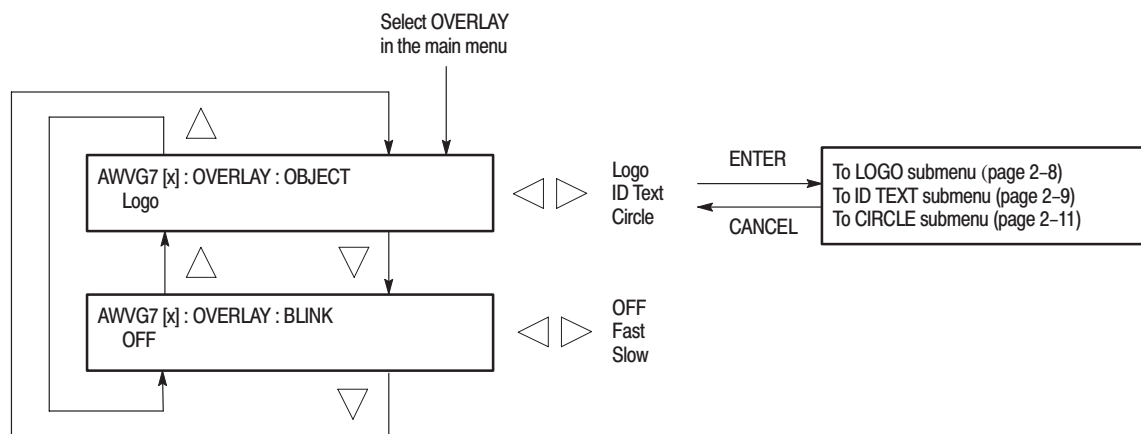 Select OVERLAY
in the main menu
AWVG7 [x] : OVERLAY : OBJECT
Logo
Logo
ID Text
Circle
ENTER
CANCEL
To LOGO submenu (page 2–8)
To ID TEXT submenu (page 2–9)
To CIRCLE submenu (page 2–11)
AWVG7 [x] : OVERLAY : BLINK
OFF
OFF
Fast
Slow